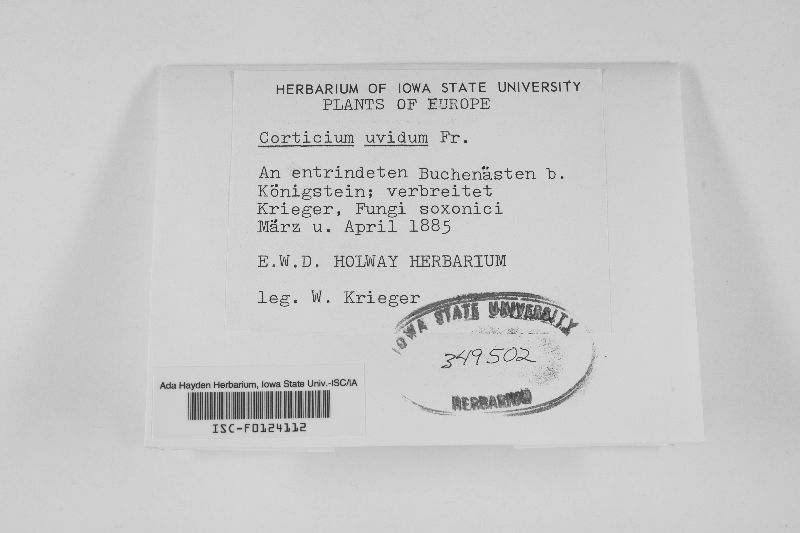 HERBARIUM OF IOWA STATE UNIVERSITY
PLANTS OF EUROPE
Corticium uvidum Fr.
An entrindeten Buchenästen b.
Königstein; verbreitet
Krieger, Fungi soxonici
März u. April 1885
E.W.D. HOLWAY HERBARIUM
leg. W. Krieger
IOWA STATE UNIVERSITY
349502
HERBARIUM
Ada Hayden Herbarium, Iowa State Univ.-ISC/IA
ISC-F0124112